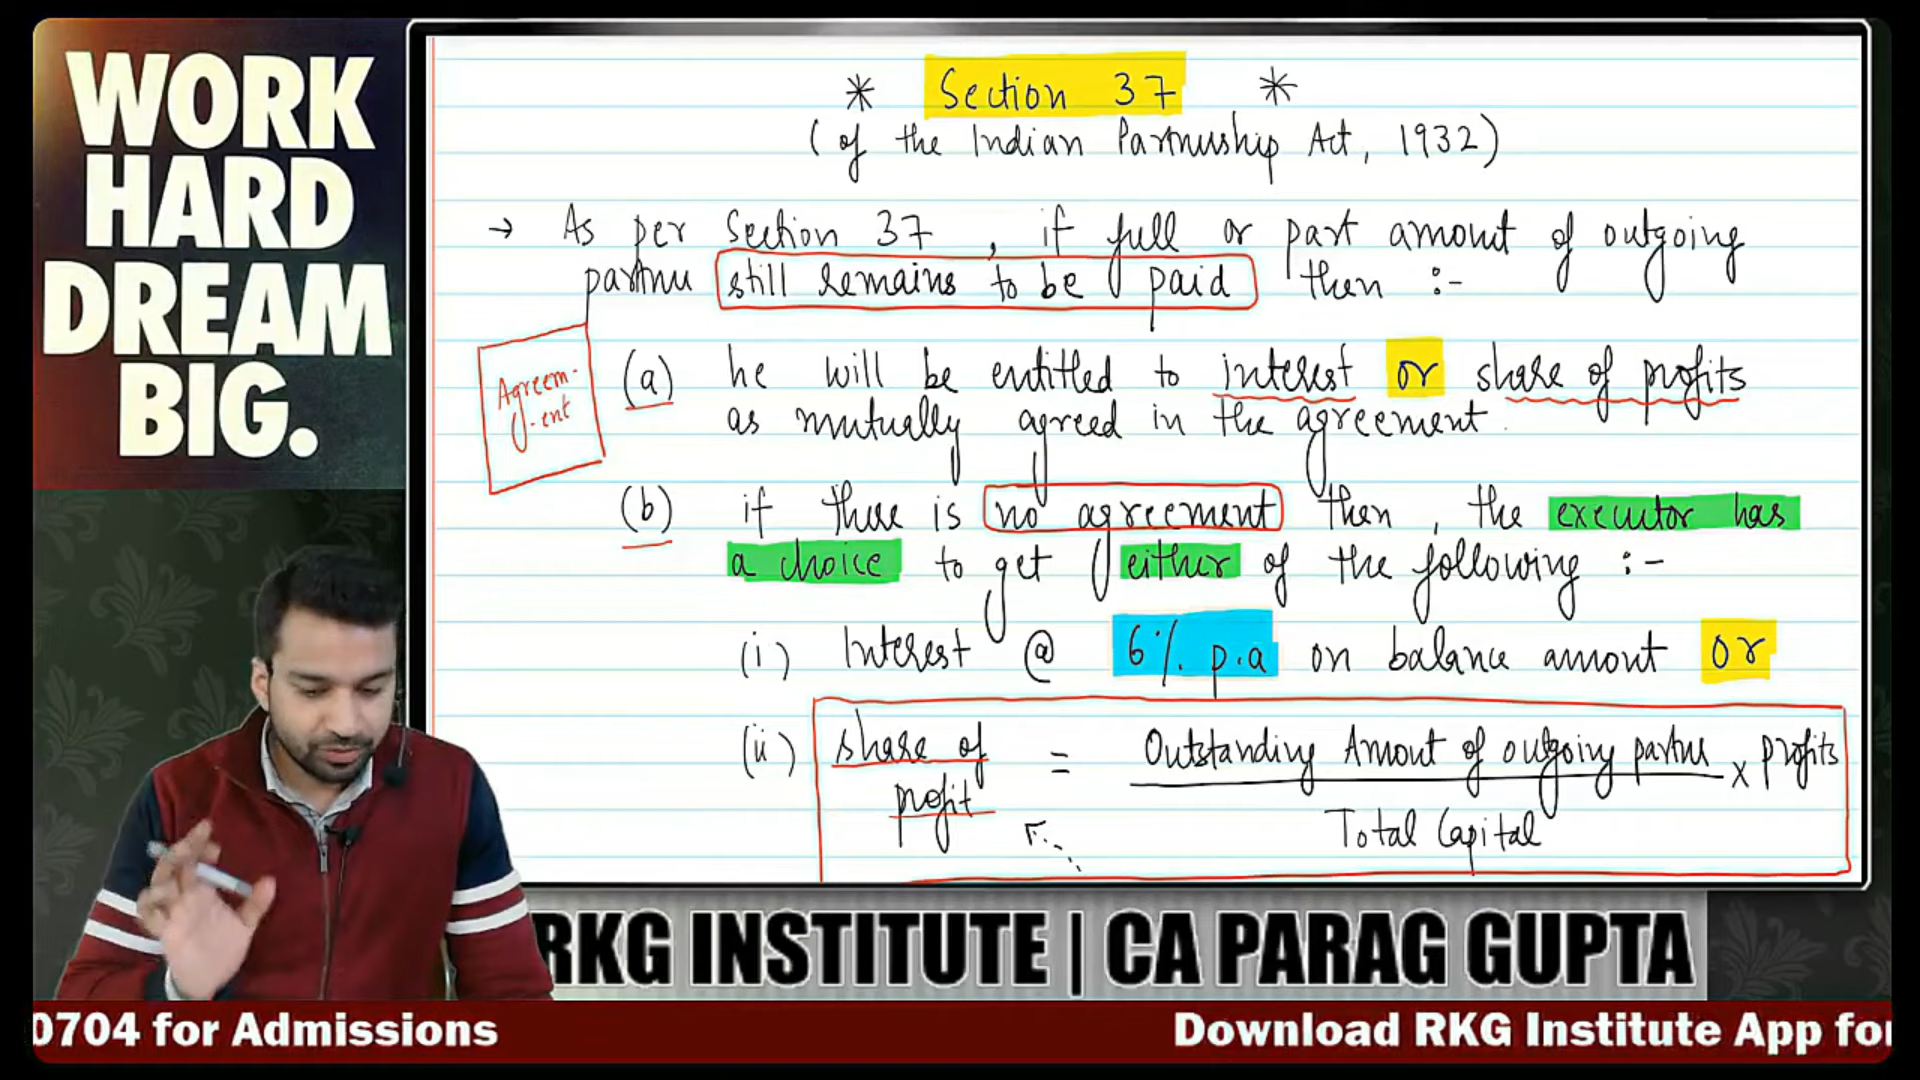 WORK
HARD
DREAM
BIG.
* Section 37 *
(of the Indian Partnership Act, 1932)
→ As per Section 37, if full or part amount of outgoing
partner still remains to be paid then :-
Agreem-
-ent
(a) he will be entitled to interest or share of profits
as mutually agreed in the agreement.
(b) if there is no agreement then, the executor has
a choice to get either of the following :-
(i) Interest @ 6% p.a on balance amount or
(ii) share of profit = Outstanding Amount of outgoing partner x Profits
Total Capital
RKG INSTITUTE | CA PARAG GUPTA
0704 for Admissions
Download RKG Institute App for